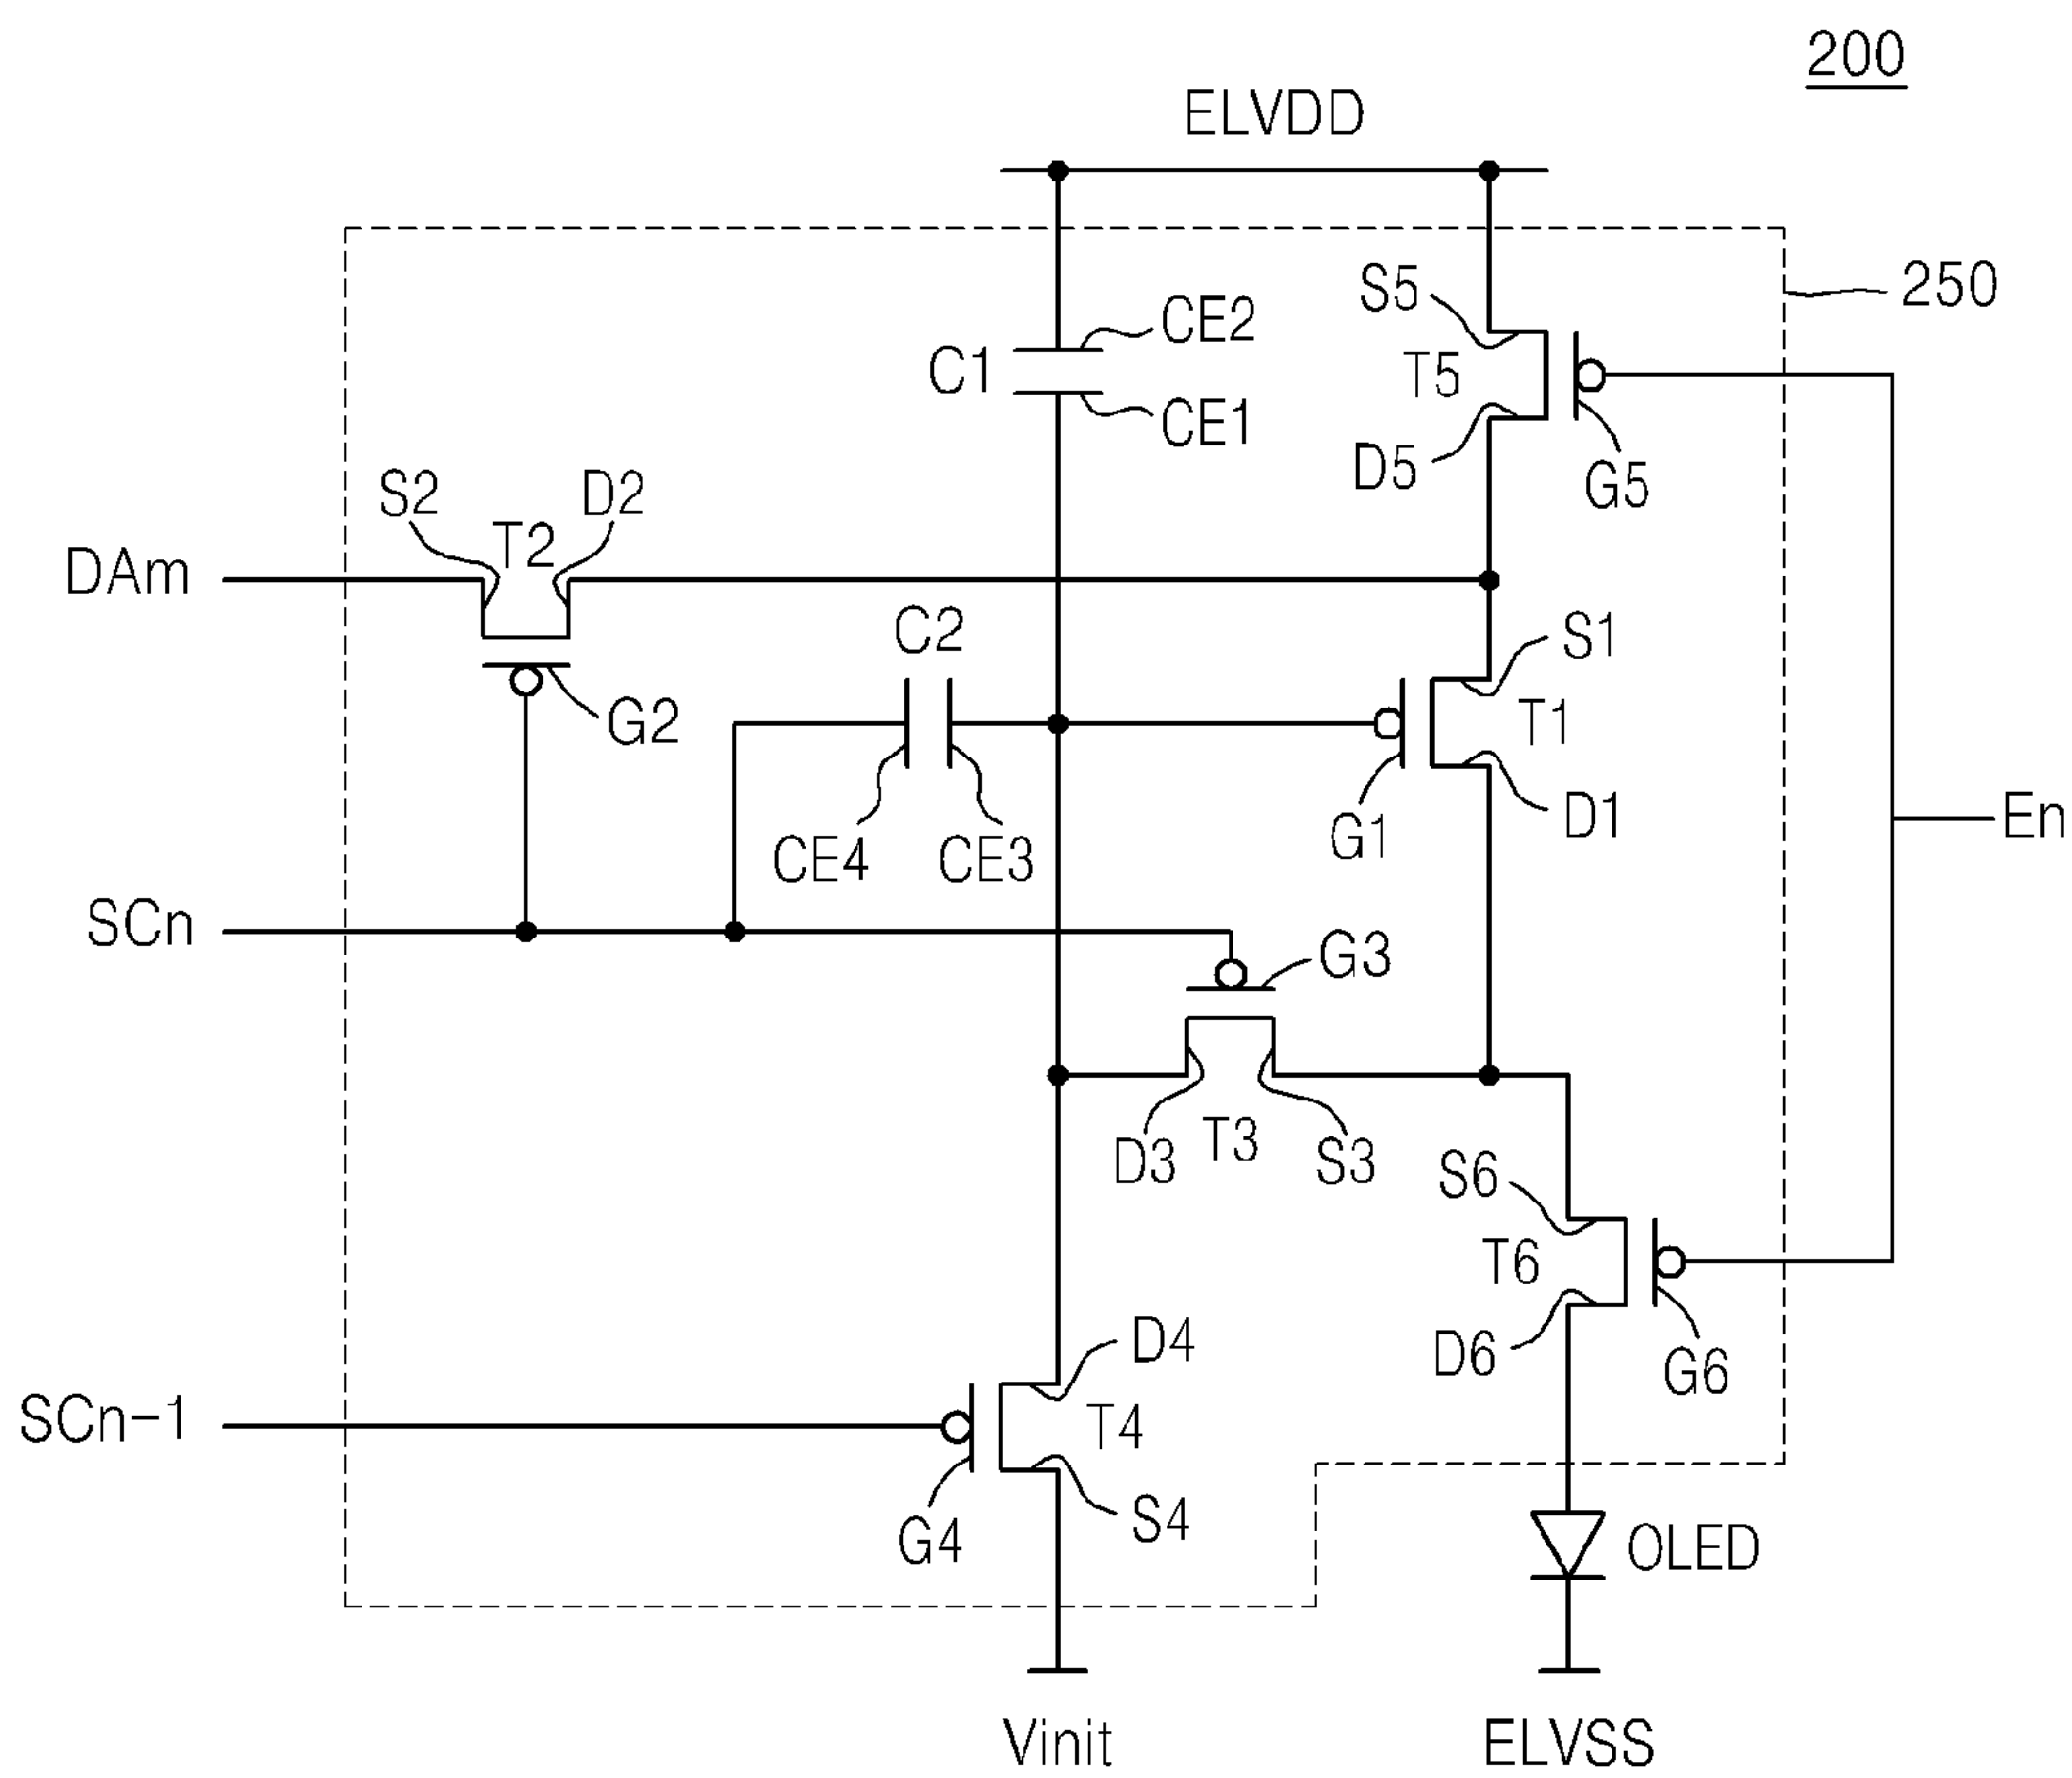 200
ELVDD
250
S5
CE2
C1
T5
CE1
D5
G5
S2
D2
T2
DAm
C2
S1
G2
T1
D1
G1
En
CE4
CE3
SCn
G3
D3
T3
S3
S6
T6
D4
D6
G6
SCn-1
T4
S4
G4
OLED
Vinit
ELVSS